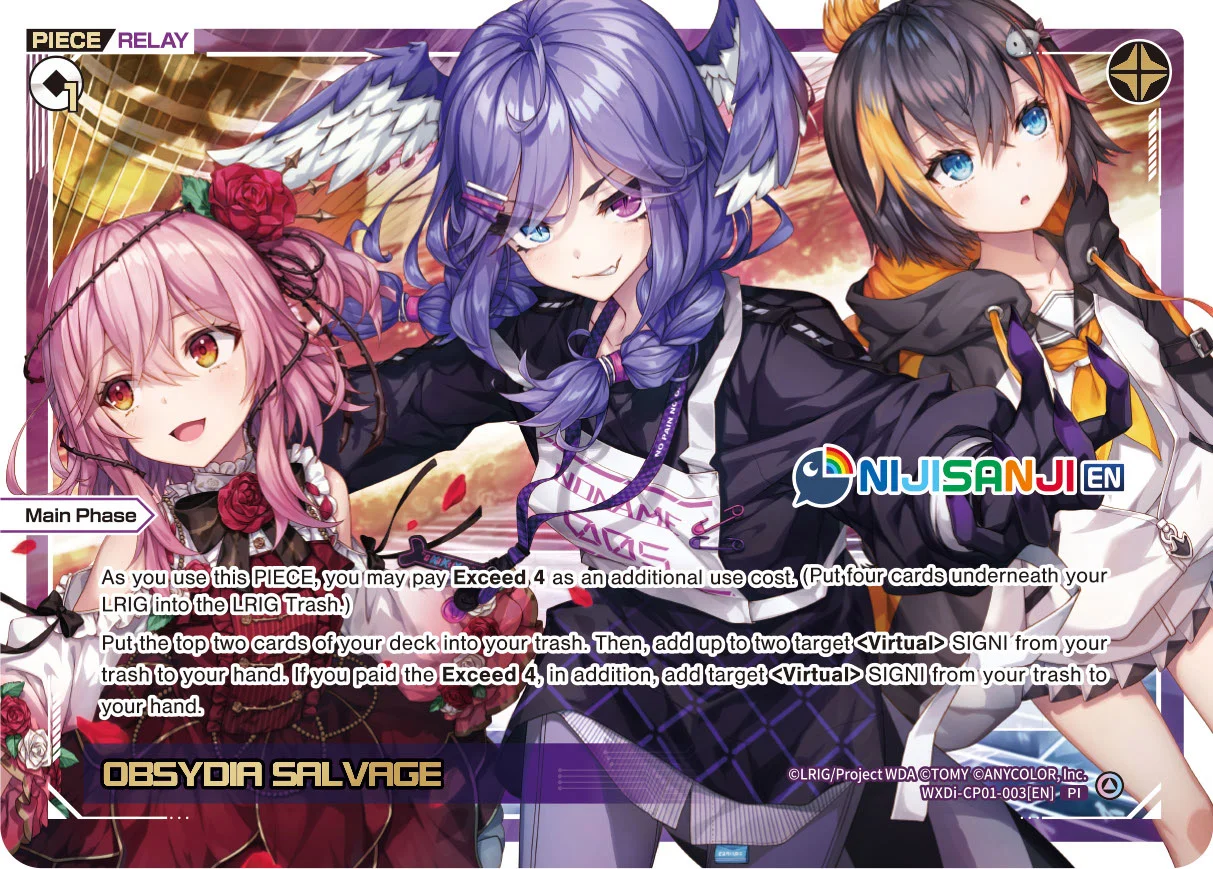 PIECE RELAY
1
NO PAIN NO
Main Phase
NIJISANJI EN
As you use this PIECE, you may pay Exceed 4 as an additional use cost. (Put four cards underneath your
LRIG into the LRIG Trash.)
Put the top two cards of your deck into your trash. Then, add up to two target <Virtual> SIGNI from your
trash to your hand. If you paid the Exceed 4, in addition, add target <Virtual> SIGNI from your trash to
your hand.
OBSYDIA SALVAGE
©LRIG/Project WDA ©TOMY ©ANYCOLOR, Inc.
WXDi-CP01-003[EN] PI